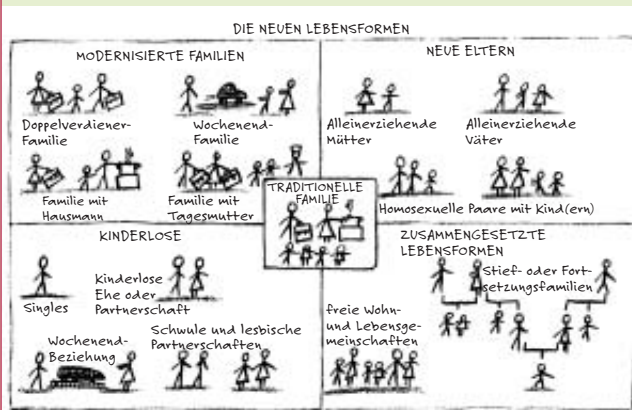 DIE NEUEN LEBENSFORMEN
MODERNISIERTE FAMILIEN
Doppelverdiener-
Familie
Wochenend-
Familie
Familie mit
Hausmann
Familie mit
Tagesmutter
NEUE ELTERN
Alleinerziehende
Mütter
Alleinerziehende
Väter
Homosexuelle Paare mit Kind(ern)
TRADITIONELLE
FAMILIE
KINDERLOSE
Singles
Kinderlose
Ehe oder
Partnerschaft
Wochenend-
Beziehung
Schwule und lesbische
Partnerschaften
ZUSAMMENGESETZTE
LEBENSFORMEN
Stief- oder Fort-
setzungsfamilien
freie Wohn-
und Lebensge-
meinschaften